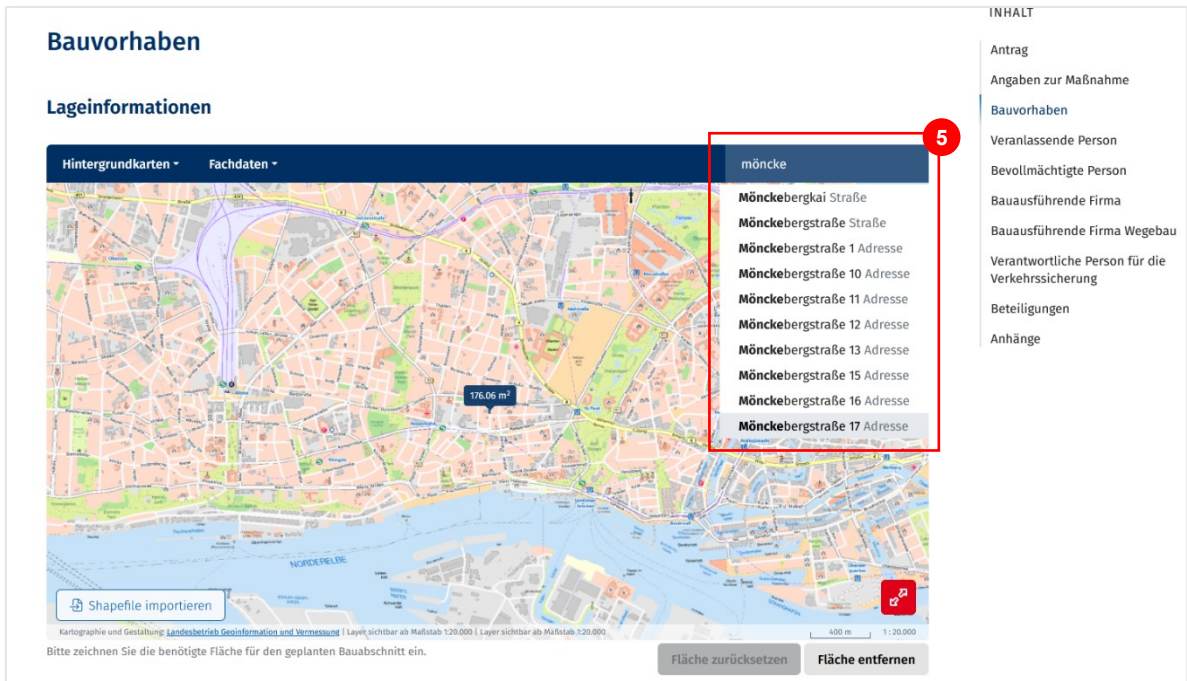 Bauvorhaben
Lageinformationen
Hintergrundkarten
Fachdaten
möncke
5
Mönckebergkai Straße
Mönckebergstraße Straße
Mönckebergstraße 1 Adresse
Mönckebergstraße 10 Adresse
Mönckebergstraße 11 Adresse
Mönckebergstraße 12 Adresse
Mönckebergstraße 13 Adresse
Mönckebergstraße 15 Adresse
Mönckebergstraße 16 Adresse
Mönckebergstraße 17 Adresse
176.06 m²
NORDERELBE
Shapefile importieren
Kartographie und Gestaltung: Landesbetrieb Geoinformation und Vermessung | Layer sichtbar ab Maßstab 1:20.000 | Layer sichtbar ab Maßstab 1:20.000
400 m
1 : 20.000
Bitte zeichnen Sie die benötigte Fläche für den geplanten Bauabschnitt ein.
Fläche zurücksetzen
Fläche entfernen
INHALT
Antrag
Angaben zur Maßnahme
Bauvorhaben
Veranlassende Person
Bevollmächtigte Person
Bauausführende Firma
Bauausführende Firma Wegebau
Verantwortliche Person für die
Verkehrssicherung
Beteiligungen
Anhänge